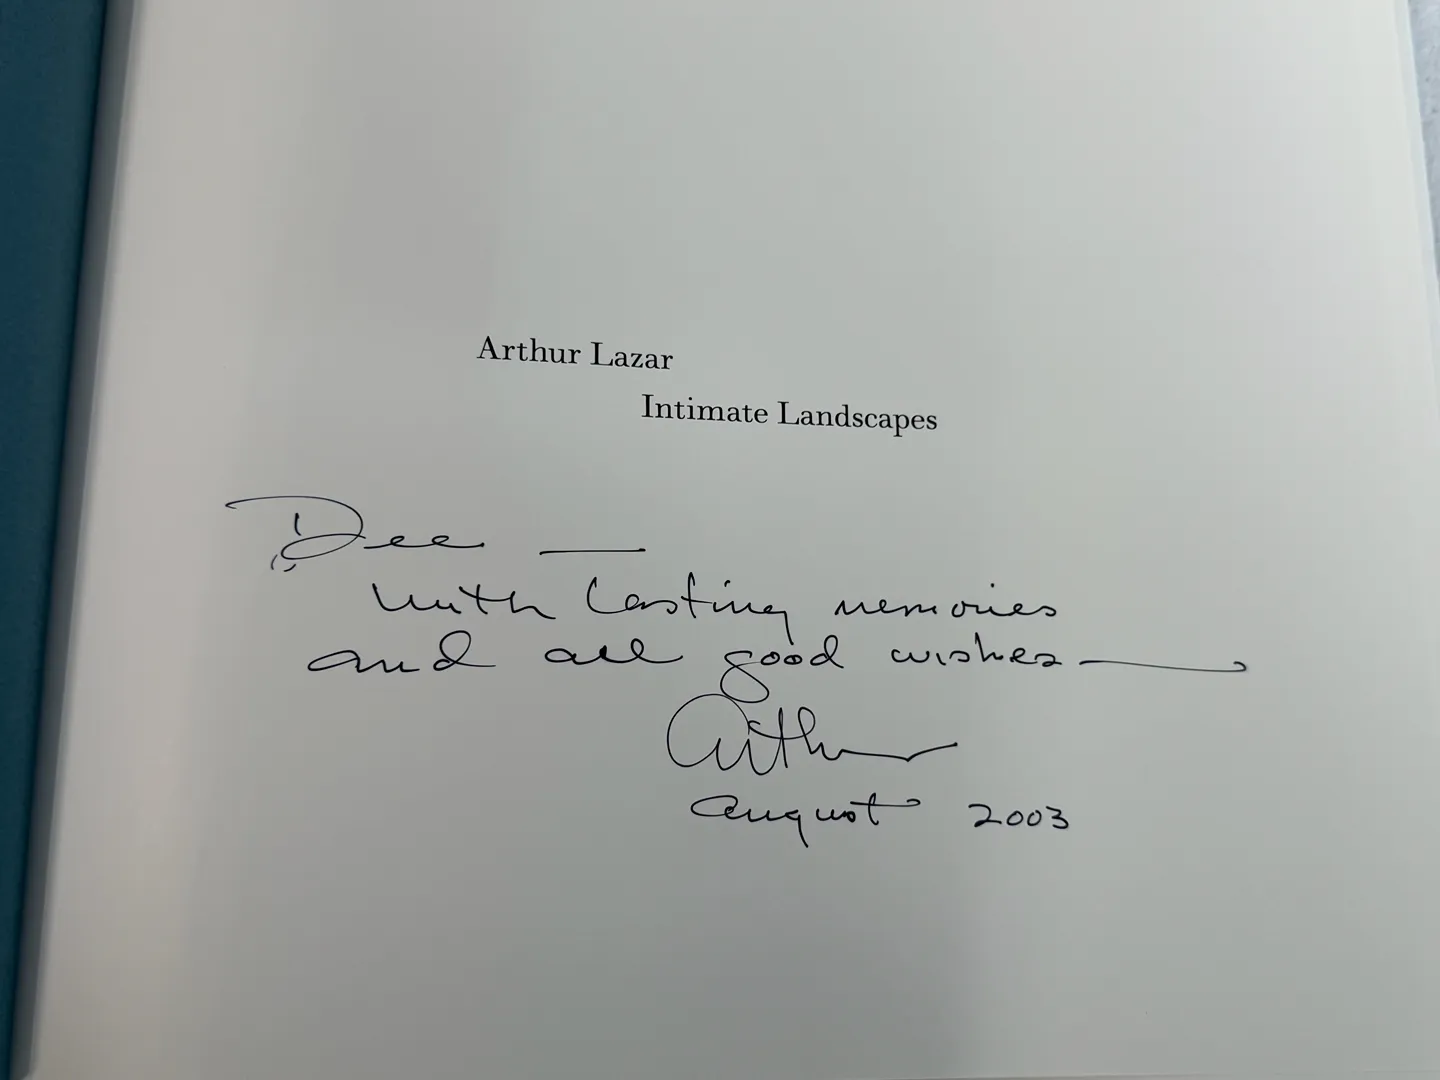 Arthur Lazar
Intimate Landscapes
Dee —
with lasting memories
and all good wishes —
Arthur
August 2003